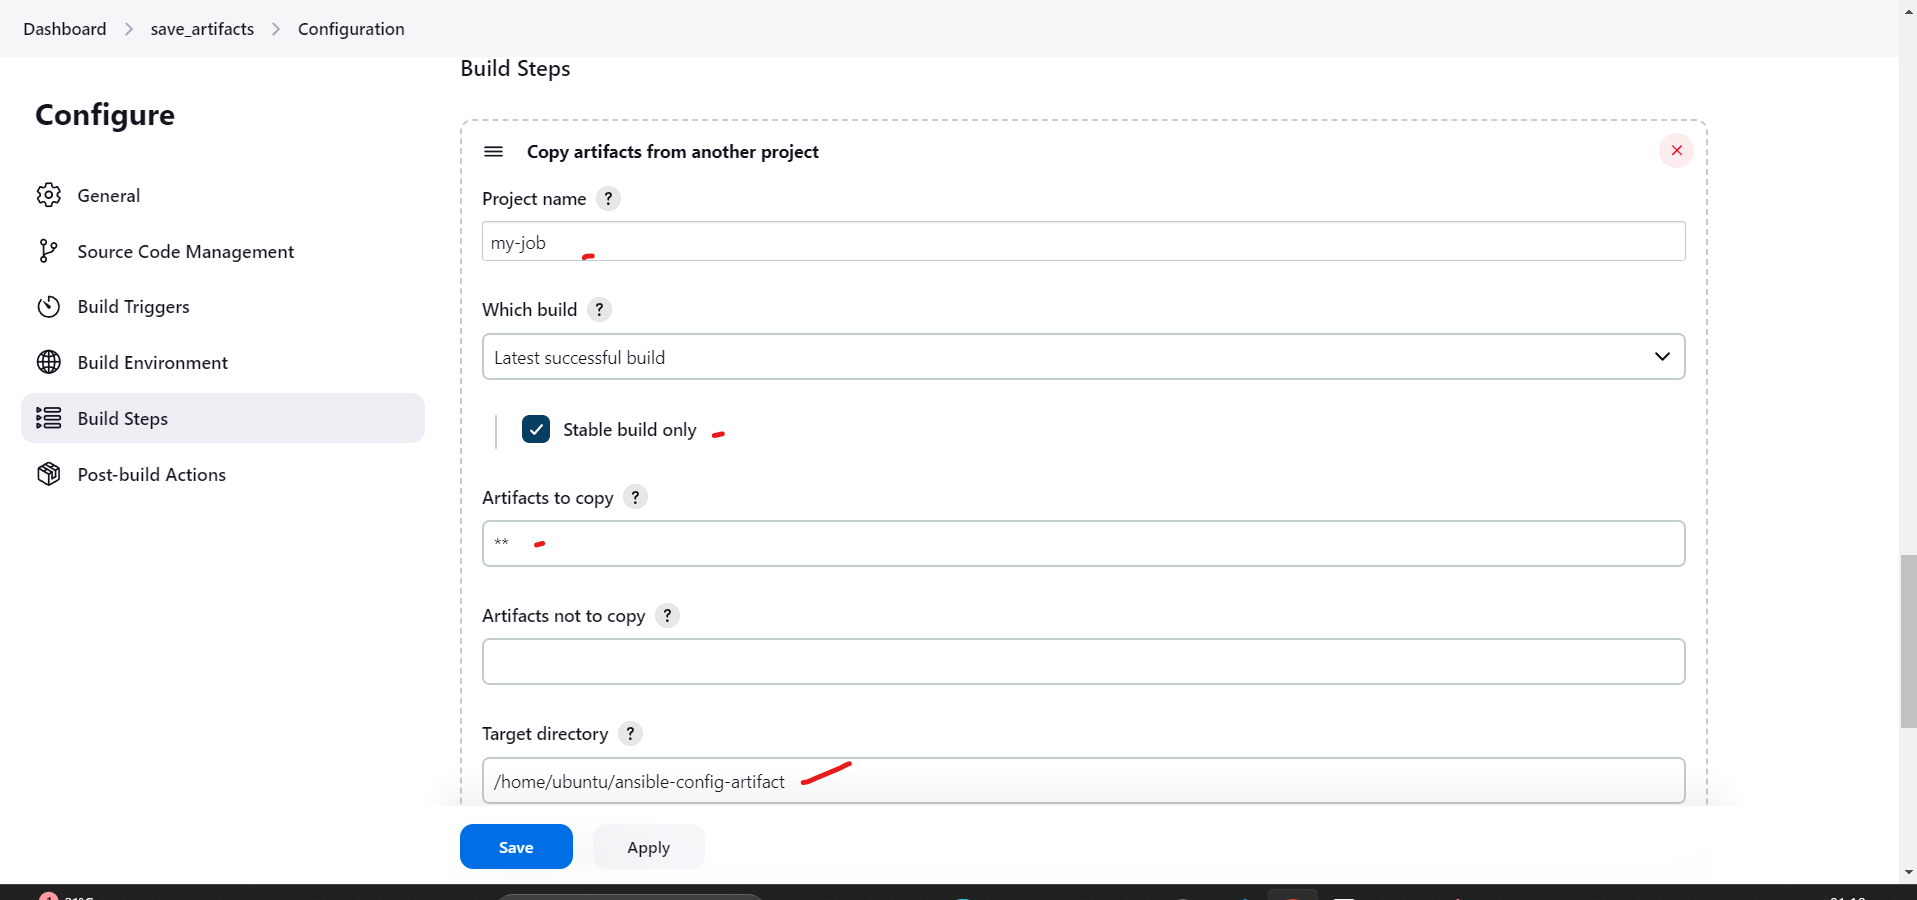 Dashboard > save_artifacts > Configuration
Configure
General
Source Code Management
Build Triggers
Build Environment
Build Steps
Post-build Actions
Build Steps
Copy artifacts from another project
Project name ?
my-job
Which build ?
Latest successful build
Stable build only
Artifacts to copy ?
**
Artifacts not to copy ?
Target directory ?
/home/ubuntu/ansible-config-artifact
Save
Apply